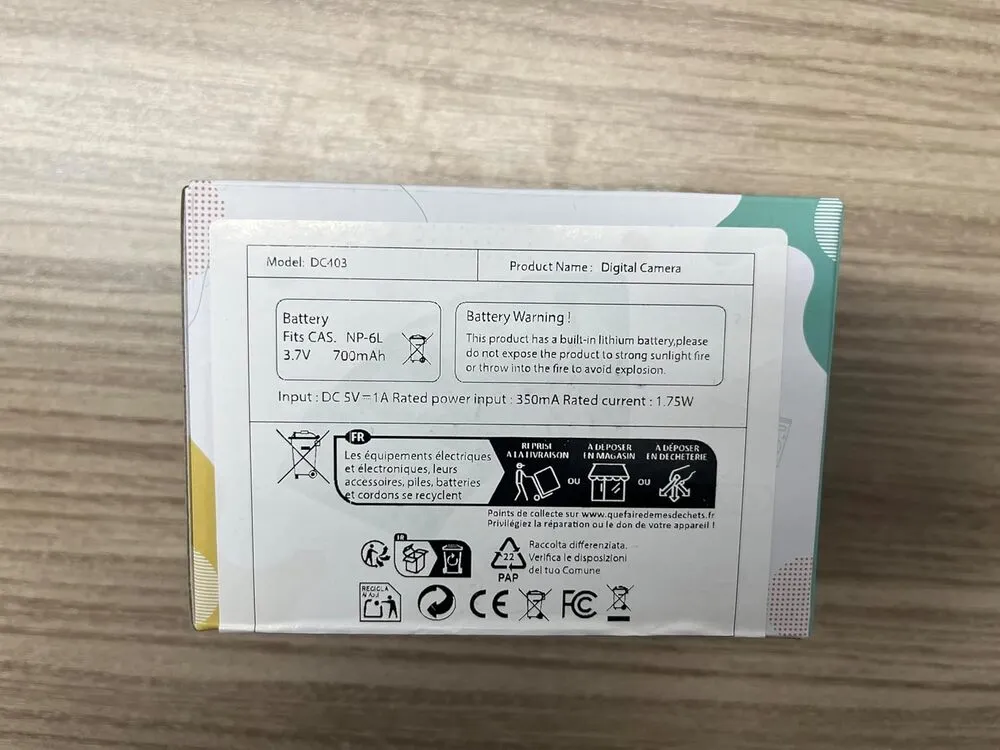 Model: DC403
Product Name: Digital Camera
Battery
Fits CAS. NP-6L
3.7V 700mAh
Battery Warning !
This product has a built-in lithium battery,please
do not expose the product to strong sunlight fire
or throw into the fire to avoid explosion.
Input : DC 5V=1A Rated power input : 350mA Rated current : 1.75W
FR
Les équipements électriques
et électroniques, leurs
accessoires, piles, batteries
et cordons se recyclent
REPRISE
A LA LIVRAISON
OU
A DEPOSER
EN MAGASIN
OU
A DÉPOSER
EN DECHETERIE
Points de collecte sur www.quefairedemesdechets.fr
Privilégiez la réparation ou le don de votre appareil !
FR
22
PAP
Raccolta differenziata.
Verifica le disposizioni
del tuo Comune
RECICLA
CE
FC